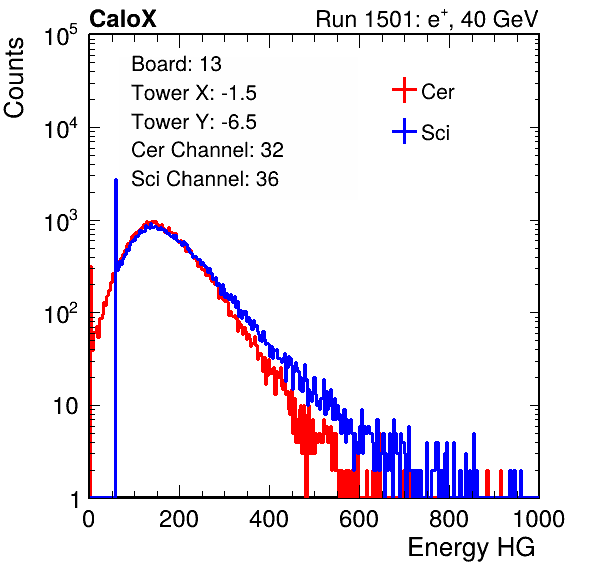 CaloX Run 1501: e⁺, 40 GeV
Counts
10⁵
10⁴
10³
10²
10
1
Board: 13
Tower X: -1.5
Tower Y: -6.5
Cer Channel: 32
Sci Channel: 36
Cer
Sci
0 200 400 600 800 1000
Energy HG